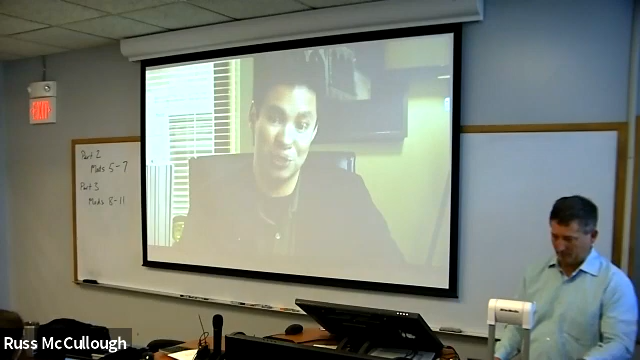 EXIT
Part 2
Mods 5-7
Part 3
Mods 8-11
Russ McCullough